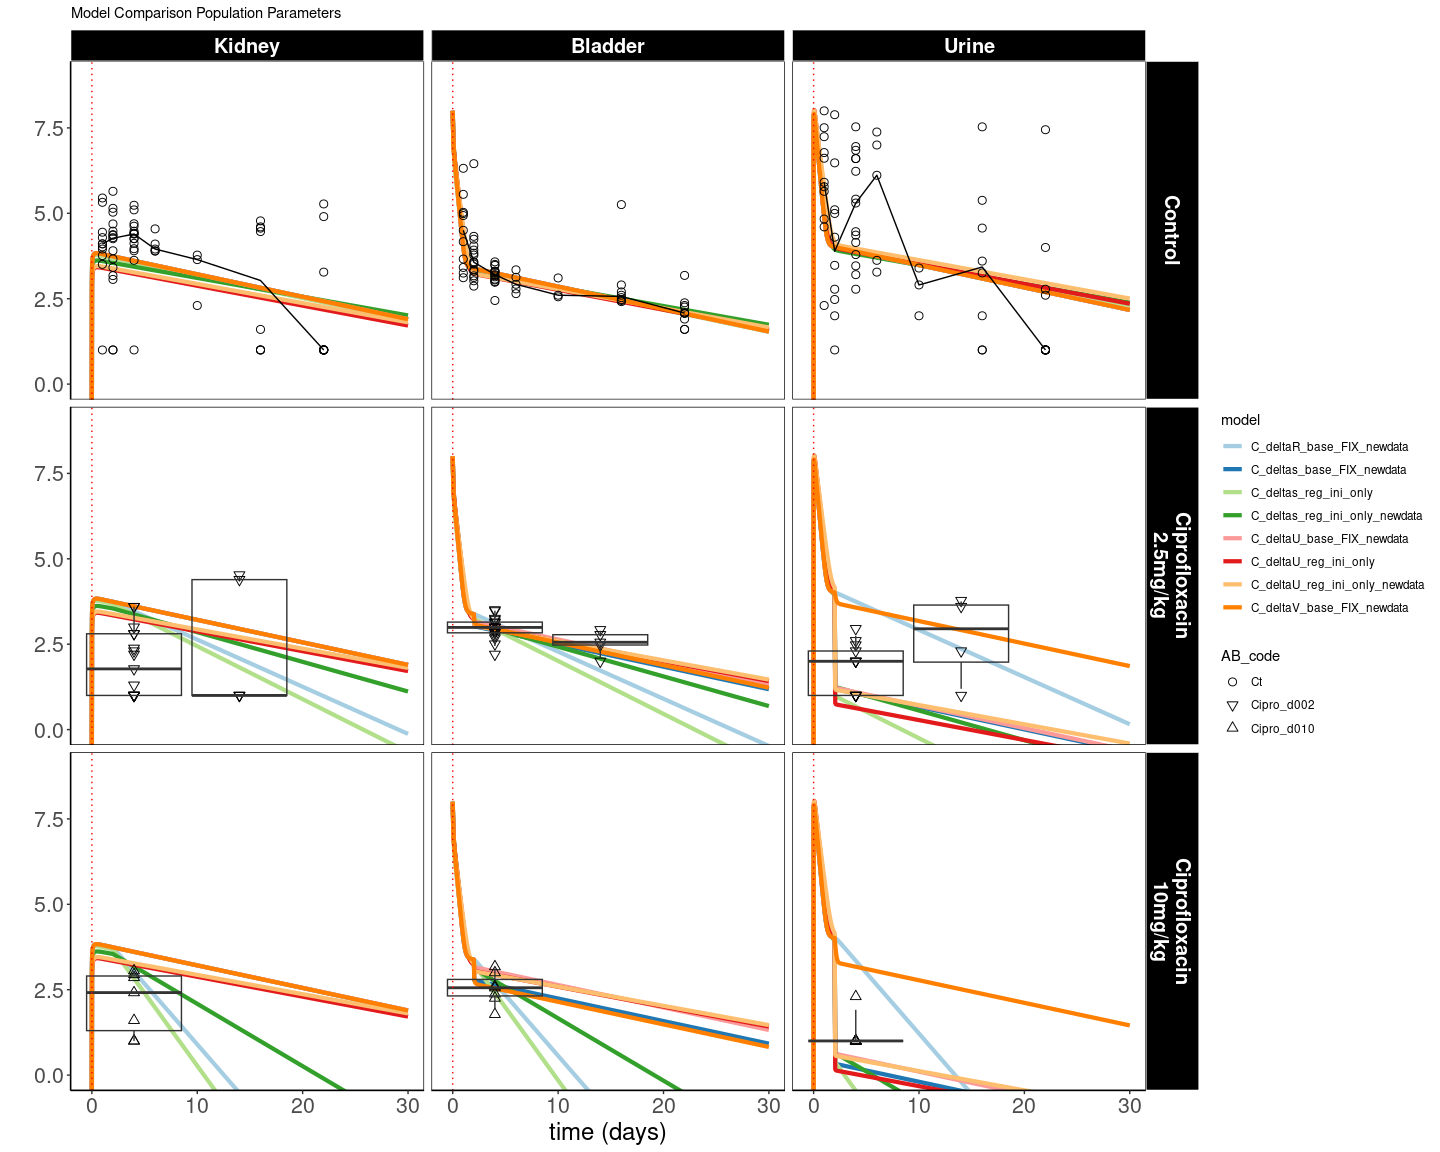 Model Comparison Population Parameters
Kidney
Bladder
Urine
7.5
5.0
2.5
0.0
Control
7.5
5.0
2.5
0.0
Ciprofloxacin
2.5mg/kg
7.5
5.0
2.5
0.0
Ciprofloxacin
10mg/kg
0 10 20 30
0 10 20 30
0 10 20 30
time (days)
model
C_deltaR_base_FIX_newdata
C_deltas_base_FIX_newdata
C_deltas_reg_ini_only
C_deltas_reg_ini_only_newdata
C_deltaU_base_FIX_newdata
C_deltaU_reg_ini_only
C_deltaU_reg_ini_only_newdata
C_deltaV_base_FIX_newdata
AB_code
Ct
Cipro_d002
Cipro_d010